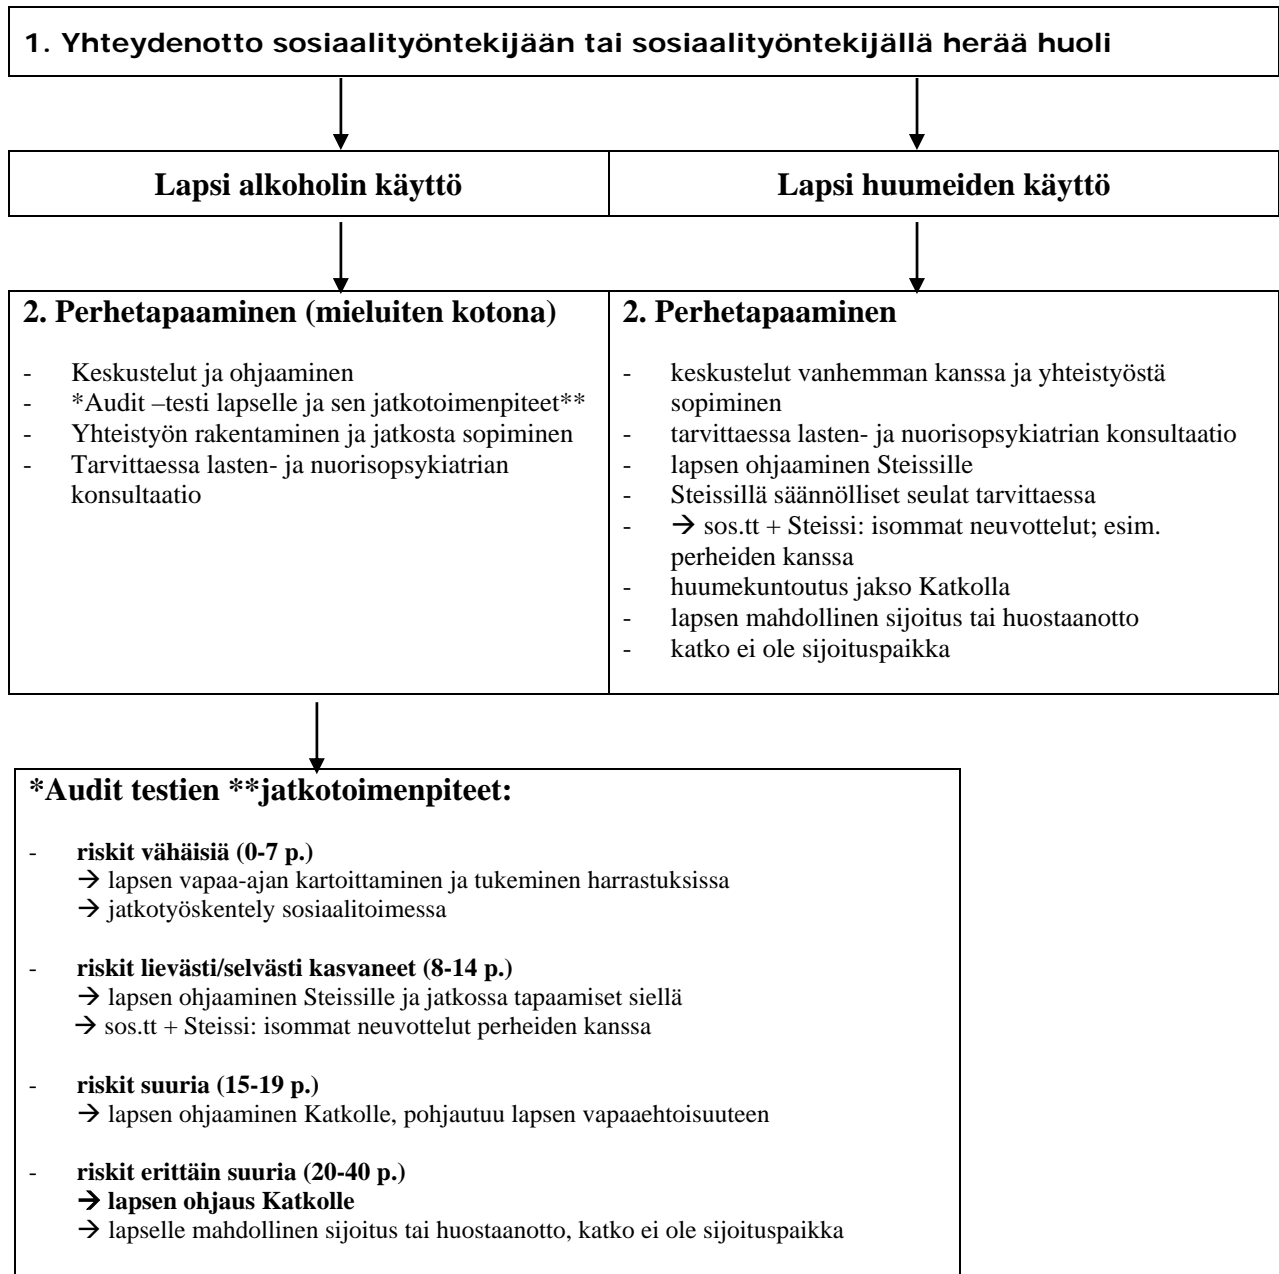 1. Yhteydenotto sosiaalityöntekijään tai sosiaalityöntekijällä herää huoli
Lapsi alkoholin käyttö
Lapsi huumeiden käyttö
2. Perhetapaaminen (mieluiten kotona)
- Keskustelut ja ohjaaminen
- *Audit –testi lapselle ja sen jatkotoimenpiteet**
- Yhteistyön rakentaminen ja jatkosta sopiminen
- Tarvittaessa lasten- ja nuorisopsykiatrian
konsultaatio
2. Perhetapaaminen
- keskustelut vanhemman kanssa ja yhteistyöstä
sopiminen
- tarvittaessa lasten- ja nuorisopsykiatrian konsultaatio
- lapsen ohjaaminen Steissille
- Steissillä säännölliset seulat tarvittaessa
- → sos.tt + Steissi: isommat neuvottelut; esim.
perheiden kanssa
- huumekuntoutus jakso Katkolla
- lapsen mahdollinen sijoitus tai huostaanotto
- katko ei ole sijoituspaikka
*Audit testien **jatkotoimenpiteet:
- riskit vähäisiä (0-7 p.)
→ lapsen vapaa-ajan kartoittaminen ja tukeminen harrastuksissa
→ jatkotyöskentely sosiaalitoimessa
- riskit lievästi/selvästi kasvaneet (8-14 p.)
→ lapsen ohjaaminen Steissille ja jatkossa tapaamiset siellä
→ sos.tt + Steissi: isommat neuvottelut perheiden kanssa
- riskit suuria (15-19 p.)
→ lapsen ohjaaminen Katkolle, pohjautuu lapsen vapaaehtoisuuteen
- riskit erittäin suuria (20-40 p.)
→ lapsen ohjaus Katkolle
→ lapselle mahdollinen sijoitus tai huostaanotto, katko ei ole sijoituspaikka